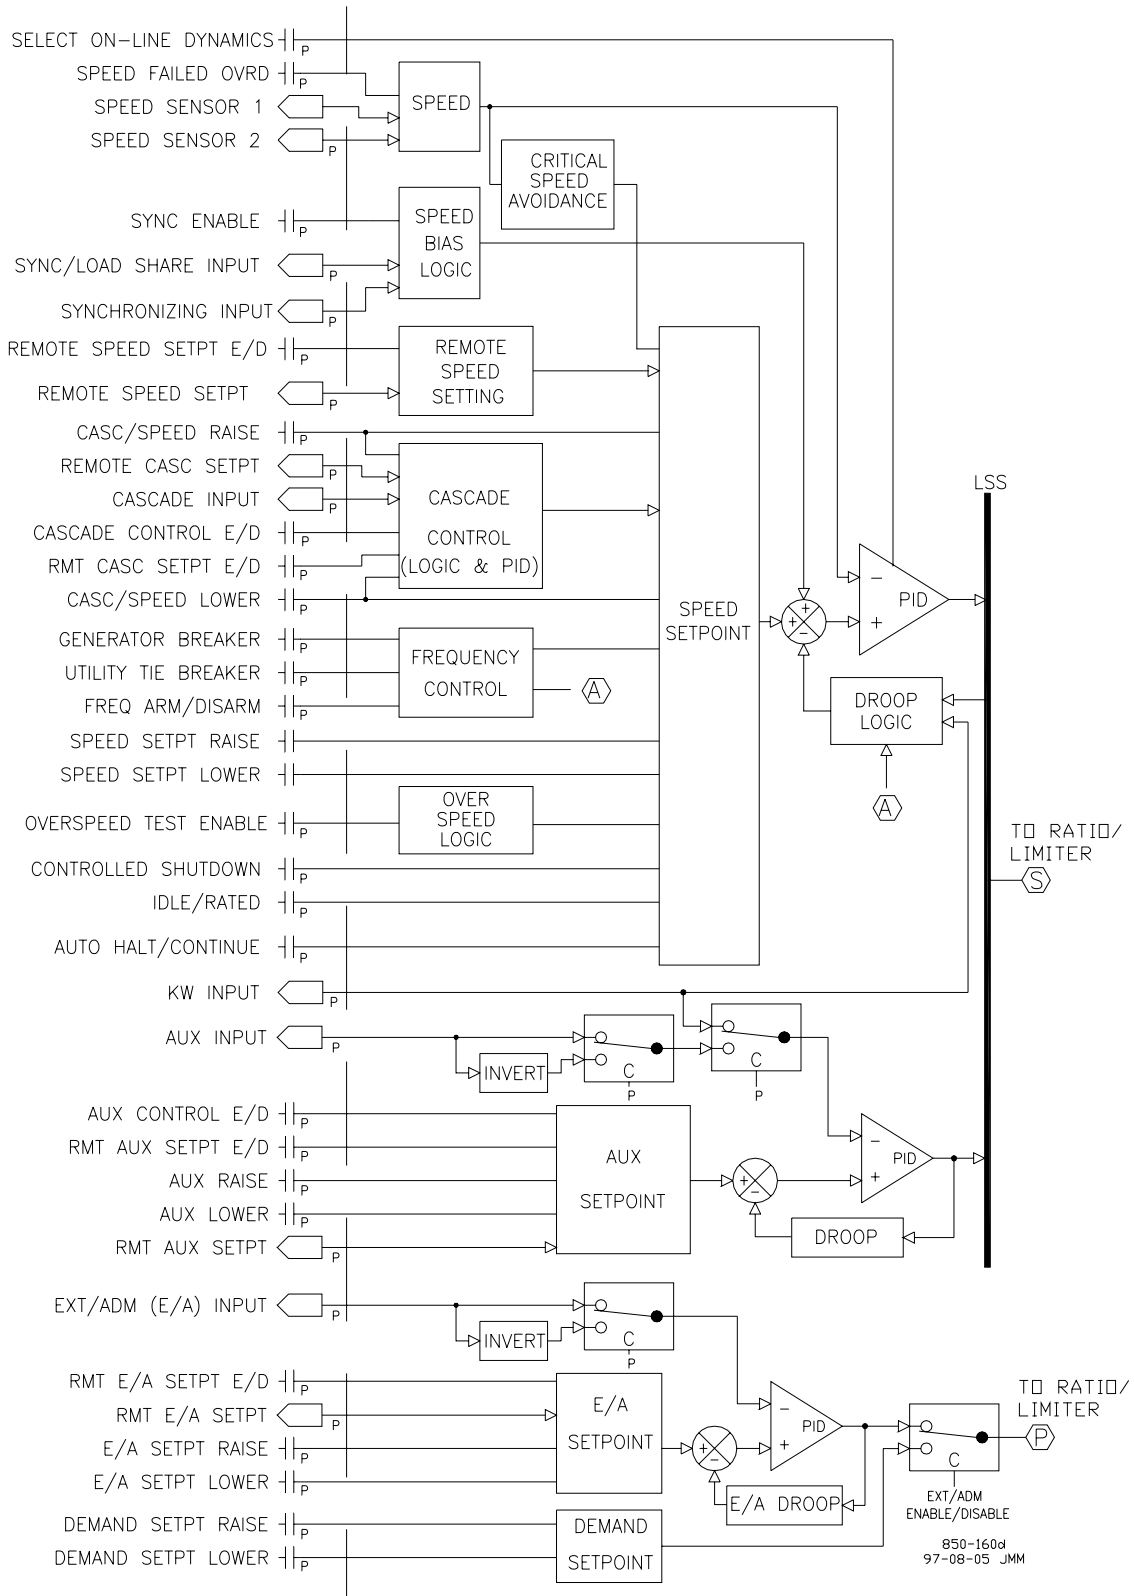 SELECT ON-LINE DYNAMICS
P
SPEED FAILED OVRD
P
SPEED SENSOR 1
SPEED SENSOR 2
P
SPEED
CRITICAL
SPEED
AVOIDANCE
SYNC ENABLE
P
SYNC/LOAD SHARE INPUT
P
SYNCHRONIZING INPUT
P
SPEED
BIAS
LOGIC
REMOTE SPEED SETPT E/D
P
REMOTE SPEED SETPT
P
REMOTE
SPEED
SETTING
CASC/SPEED RAISE
P
REMOTE CASC SETPT
P
CASCADE INPUT
P
CASCADE CONTROL E/D
P
RMT CASC SETPT E/D
P
CASC/SPEED LOWER
P
CASCADE
CONTROL
(LOGIC & PID)
GENERATOR BREAKER
P
UTILITY TIE BREAKER
P
FREQ ARM/DISARM
P
FREQUENCY
CONTROL
A
SPEED SETPT RAISE
P
SPEED SETPT LOWER
P
OVERSPEED TEST ENABLE
P
OVER
SPEED
LOGIC
CONTROLLED SHUTDOWN
P
IDLE/RATED
P
AUTO HALT/CONTINUE
P
SPEED
SETPOINT
+
+
-
-
+
PID
LSS
DROOP
LOGIC
A
TO RATIO/
LIMITER
S
KW INPUT
P
AUX INPUT
P
INVERT
C
P
C
P
AUX CONTROL E/D
P
RMT AUX SETPT E/D
P
AUX RAISE
P
AUX LOWER
P
RMT AUX SETPT
P
AUX
SETPOINT
+
-
-
+
PID
DROOP
EXT/ADM (E/A) INPUT
P
INVERT
C
P
RMT E/A SETPT E/D
P
RMT E/A SETPT
P
E/A SETPT RAISE
P
E/A SETPT LOWER
P
E/A
SETPOINT
+
-
-
+
PID
E/A DROOP
DEMAND SETPT RAISE
P
DEMAND SETPT LOWER
P
DEMAND
SETPOINT
C
EXT/ADM
ENABLE/DISABLE
TO RATIO/
LIMITER
P
850-160d
97-08-05 JMM